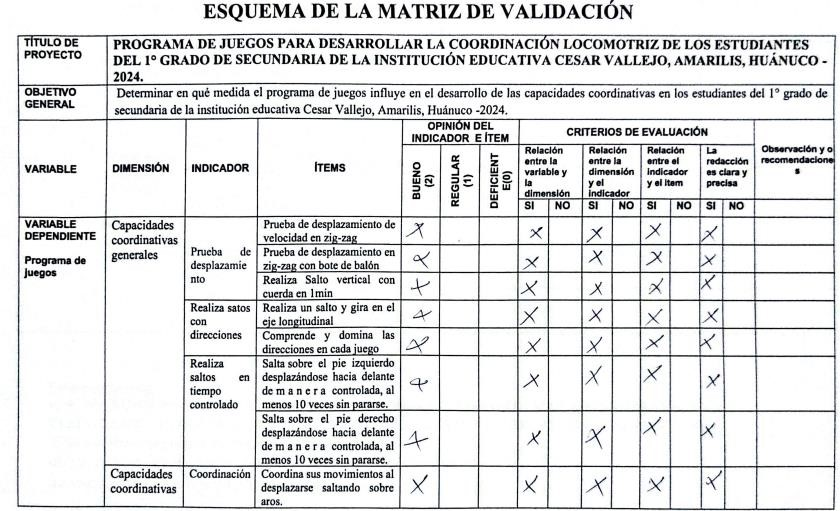 ESQUEMA DE LA MATRIZ DE VALIDACIÓN
TÍTULO DE PROYECTO
PROGRAMA DE JUEGOS PARA DESARROLLAR LA COORDINACIÓN LOCOMOTRIZ DE LOS ESTUDIANTES
DEL 1º GRADO DE SECUNDARIA DE LA INSTITUCIÓN EDUCATIVA CESAR VALLEJO, AMARILIS, HUÁNUCO -
2024.
OBJETIVO GENERAL
Determinar en qué medida el programa de juegos influye en el desarrollo de las capacidades coordinativas en los estudiantes del 1° grado de
secundaria de la institución educativa Cesar Vallejo, Amarilis, Huánuco -2024.
VARIABLE
DIMENSIÓN
INDICADOR
ÍTEMS
OPINIÓN DEL
INDICADOR E ÍTEM
BUENO
(2)
REGULAR
(1)
DEFICIENT
E(0)
CRITERIOS DE EVALUACIÓN
Relación
entre la
variable y
la
dimensión
Relación
entre la
dimensión
y el
indicador
Relación
entre el
indicador
y el item
La
redacción
es clara y
precisa
SI NO SI NO SI NO SI NO
Observación y o
recomendacione
s
VARIABLE
DEPENDIENTE
Programa de
juegos
Capacidades
coordinativas
generales
Prueba de
desplazamie
nto
Prueba de desplazamiento de
velocidad en zig-zag
X X X X X
Prueba de desplazamiento en
zig-zag con bote de balón
X X X X X
Realiza Salto vertical con
cuerda en 1min
X X X X X
Realiza satos
con
direcciones
Realiza un salto y gira en el
eje longitudinal
X X X X X
Comprende y domina las
direcciones en cada juego
X X X X X
Realiza
saltos en
tiempo
controlado
Salta sobre el pie izquierdo
desplazándose hacia delante
de m a n e r a controlada, al
menos 10 veces sin pararse.
X X X X X
Salta sobre el pie derecho
desplazándose hacia delante
de m a n e r a controlada, al
menos 10 veces sin pararse.
X X X X X
Capacidades
coordinativas
Coordinación
Coordina sus movimientos al
desplazarse saltando sobre
aros.
X X X X X